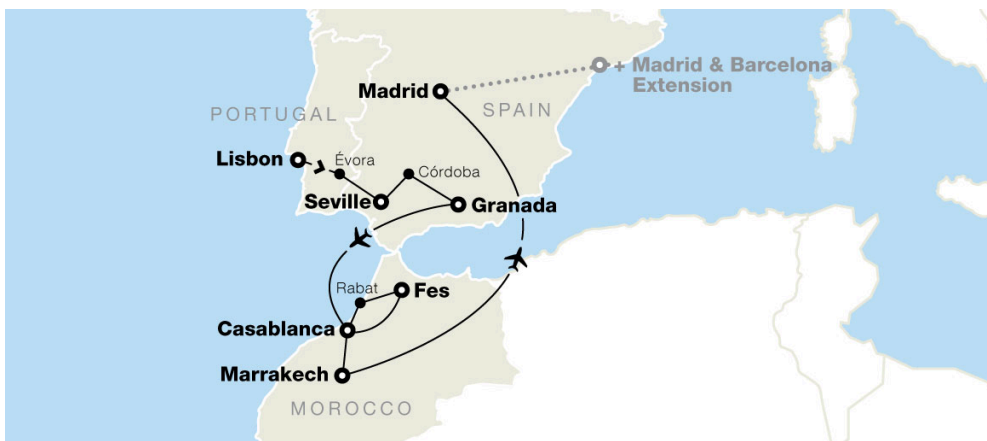 + Madrid & Barcelona
Extension
Madrid
SPAIN
PORTUGAL
Lisbon
Évora
Córdoba
Seville
Granada
Rabat
Fes
Casablanca
Marrakech
MOROCCO